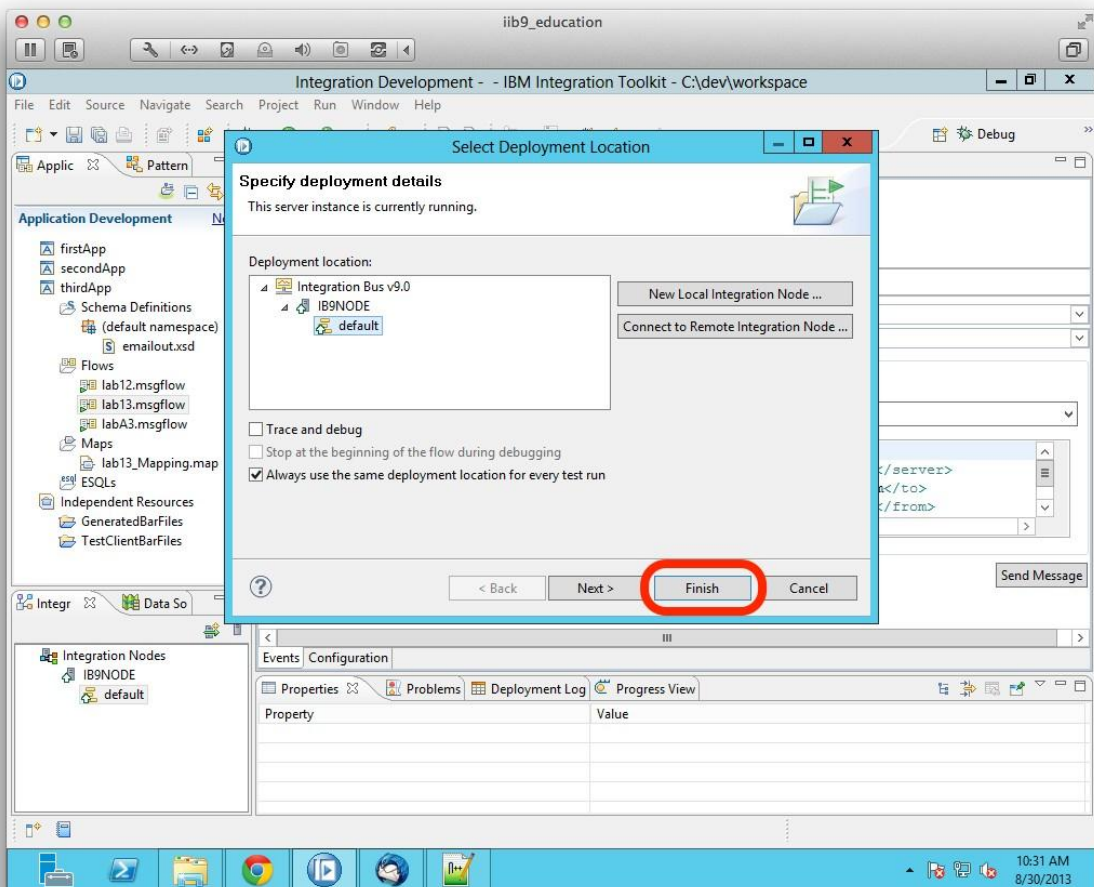 iib9_education
Integration Development - - IBM Integration Toolkit - C:\dev\workspace
File Edit Source Navigate Search Project Run Window Help
Debug
Applic
Pattern
Application Development
Select Deployment Location
Specify deployment details
This server instance is currently running.
Deployment location:
Integration Bus v9.0
IB9NODE
default
New Local Integration Node ...
Connect to Remote Integration Node ...
Trace and debug
Stop at the beginning of the flow during debugging
Always use the same deployment location for every test run
< Back
Next >
Finish
Cancel
firstApp
secondApp
thirdApp
Schema Definitions
(default namespace)
emailout.xsd
Flows
lab12.msgflow
lab13.msgflow
labA3.msgflow
Maps
lab13_Mapping.map
ESQLs
Independent Resources
GeneratedBarFiles
TestClientBarFiles
</server>
</to>
</from>
Send Message
Events Configuration
Integr
Data So
Integration Nodes
IB9NODE
default
Properties
Problems
Deployment Log
Progress View
Property Value
10:31 AM
8/30/2013